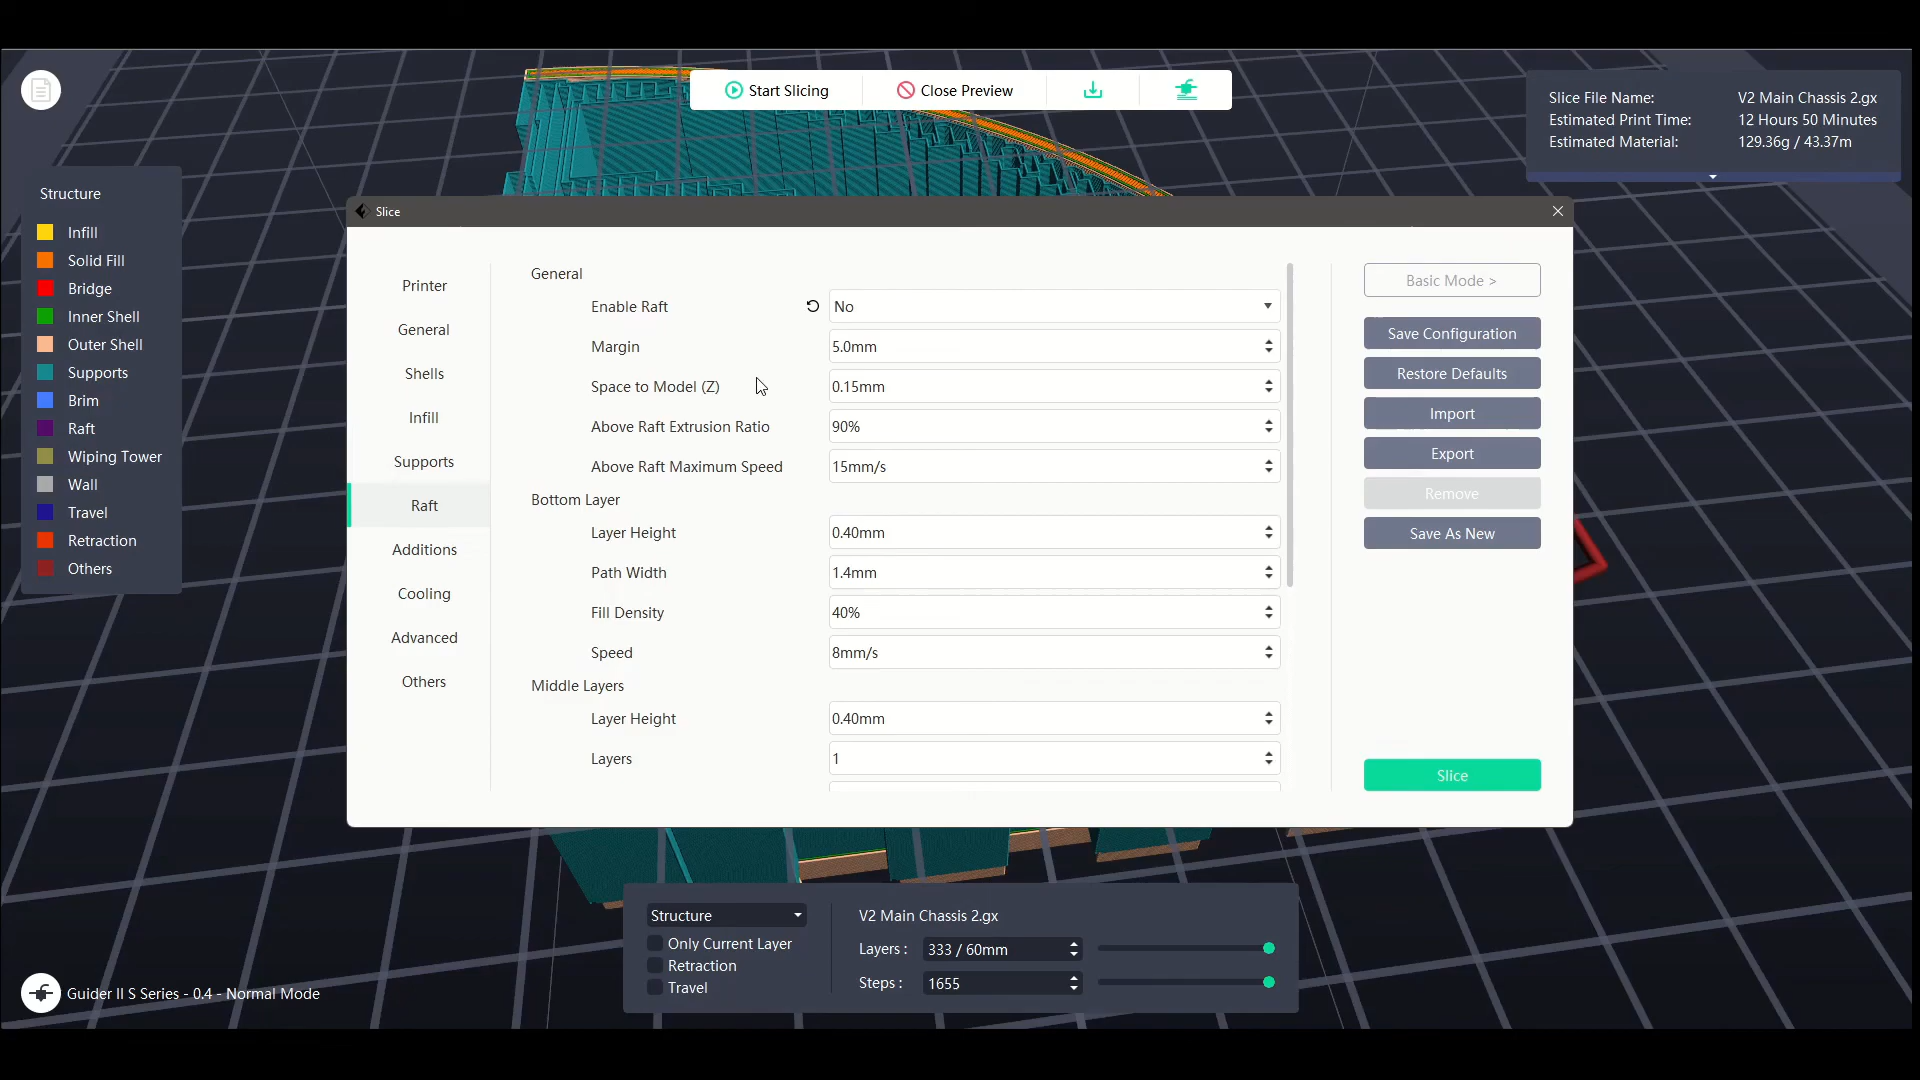 Start Slicing
Close Preview
Slice File Name: V2 Main Chassis 2.gx
Estimated Print Time: 12 Hours 50 Minutes
Estimated Material: 129.36g / 43.37m
Structure
Infill
Solid Fill
Bridge
Inner Shell
Outer Shell
Supports
Brim
Raft
Wiping Tower
Wall
Travel
Retraction
Others
Slice
Printer
General
Shells
Infill
Supports
Raft
Additions
Cooling
Advanced
Others
General
Enable Raft No
Margin 5.0mm
Space to Model (Z) 0.15mm
Above Raft Extrusion Ratio 90%
Above Raft Maximum Speed 15mm/s
Bottom Layer
Layer Height 0.40mm
Path Width 1.4mm
Fill Density 40%
Speed 8mm/s
Middle Layers
Layer Height 0.40mm
Layers 1
Basic Mode >
Save Configuration
Restore Defaults
Import
Export
Remove
Save As New
Slice
Structure
Only Current Layer
Retraction
Travel
V2 Main Chassis 2.gx
Layers : 333 / 60mm
Steps : 1655
Guider II S Series - 0.4 - Normal Mode